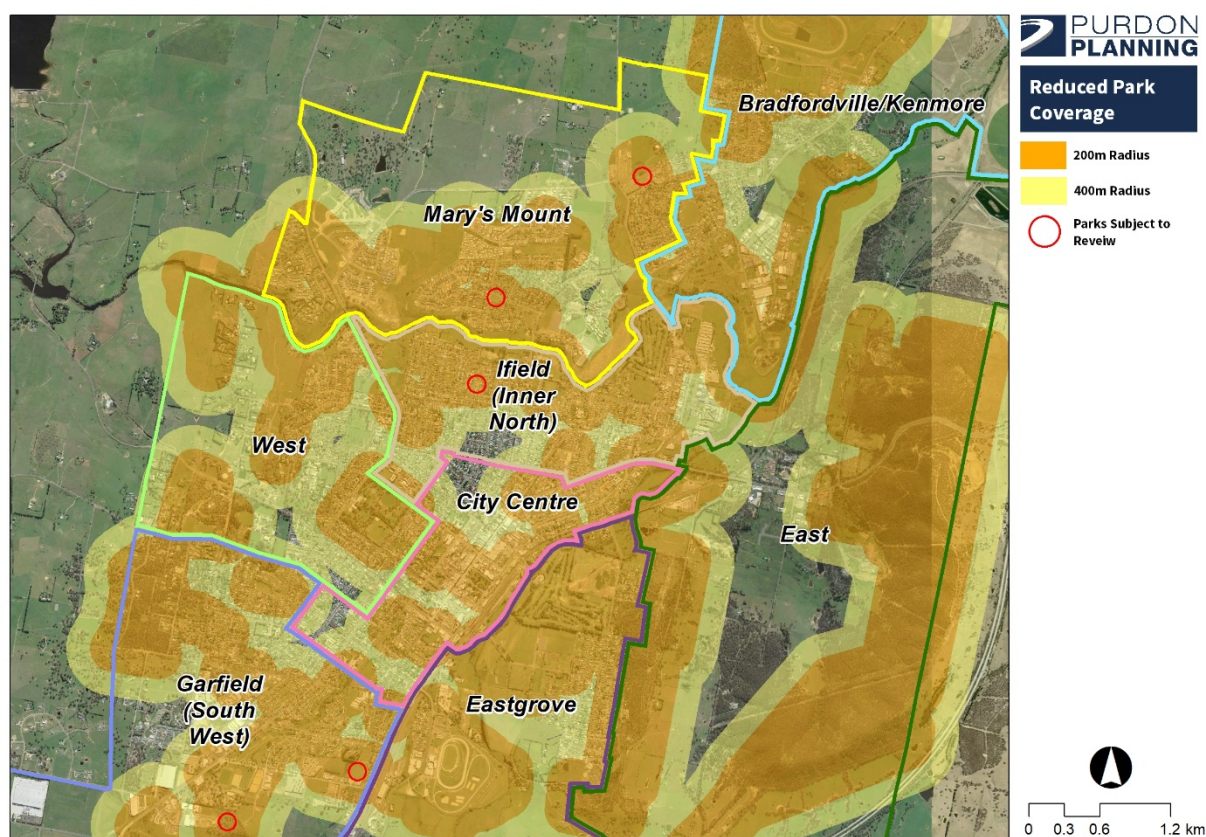 PURDON
PLANNING
Reduced Park
Coverage
200m Radius
400m Radius
Parks Subject to
Reveiw
Bradfordville/Kenmore
Mary's Mount
Ifield
(Inner
North)
West
City Centre
East
Garfield
(South
West)
Eastgrove
0 0.3 0.6 1.2 km